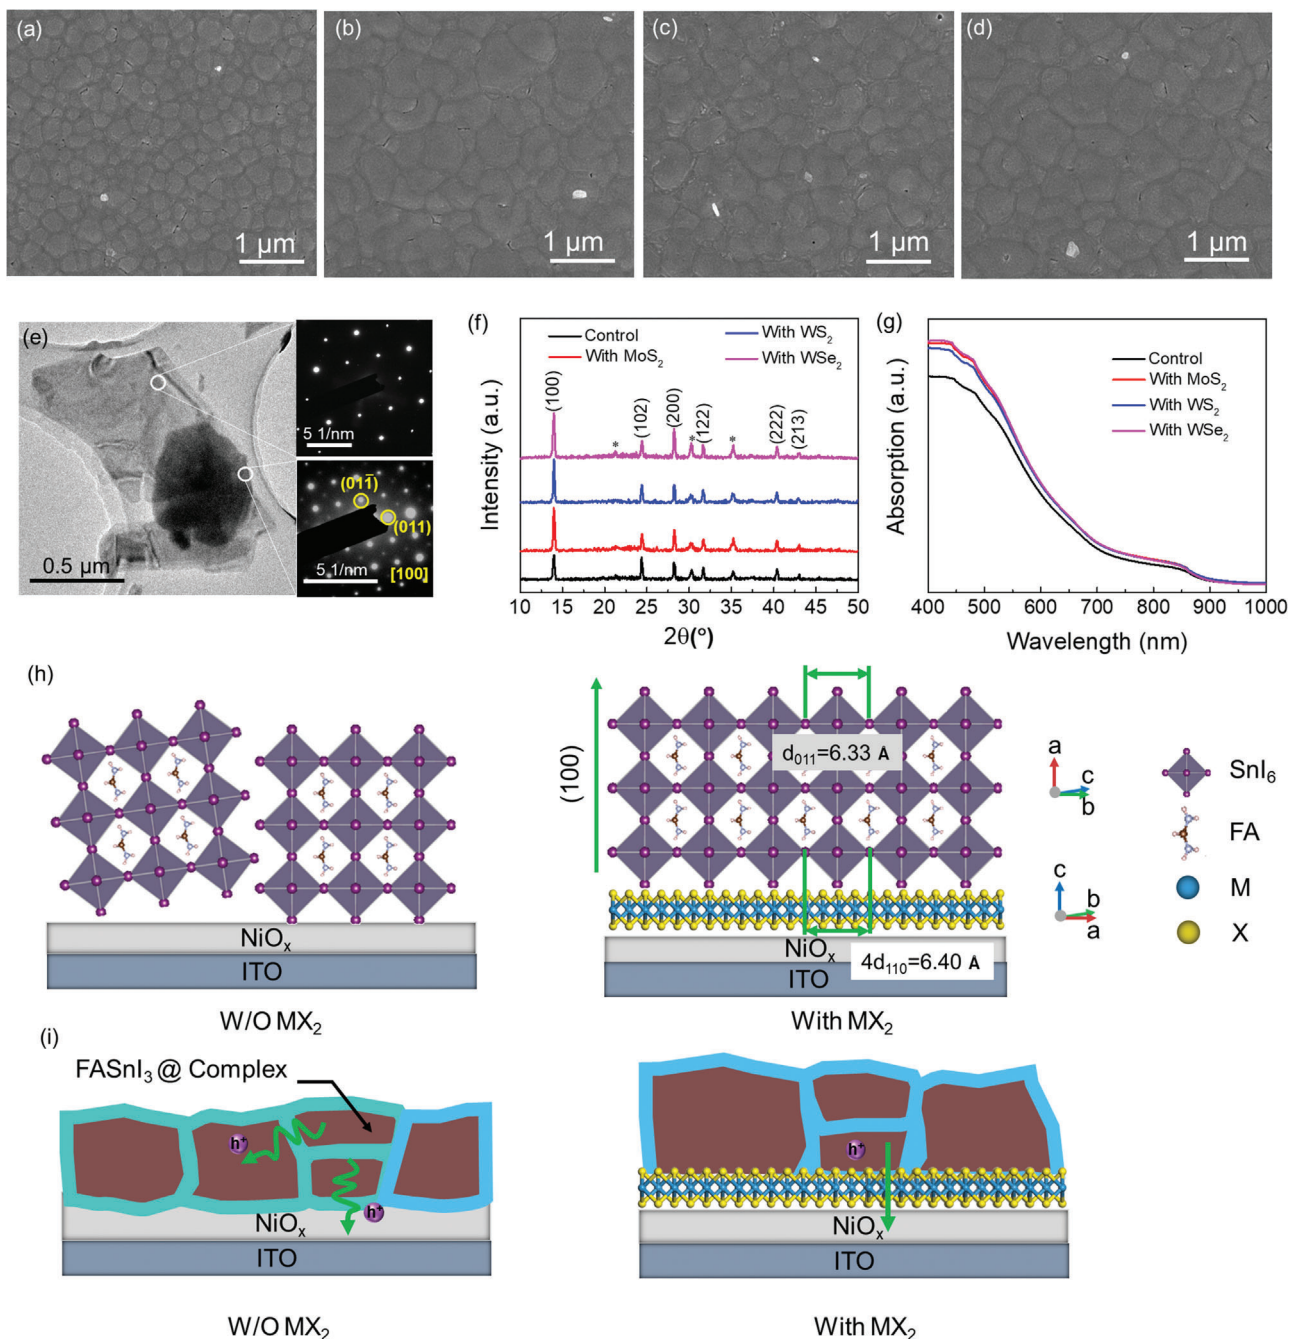 (a)
(b)
(c)
(d)
1 μm
1 μm
1 μm
1 μm
(e)
5 1/nm
(011̄)
(011)
[100]
5 1/nm
0.5 μm
(f)
Control
With MoS₂
With WS₂
With WSe₂
(100)
*
(102)
(200)
*
(122)
*
(222)
(213)
Intensity (a.u.)
10 15 20 25 30 35 40 45 50
2θ(°)
(g)
Control
With MoS₂
With WS₂
With WSe₂
Absorption (a.u.)
400 500 600 700 800 900 1000
Wavelength (nm)
(h)
NiOₓ
ITO
W/O MX₂
(100)
d₀₁₁=6.33 Å
NiOₓ
4d₁₁₀=6.40 Å
ITO
With MX₂
a
c
b
c
b
a
SnI₆
FA
M
X
(i)
FASnI₃ @ Complex
h⁺
h⁺
NiOₓ
ITO
W/O MX₂
h⁺
NiOₓ
ITO
With MX₂